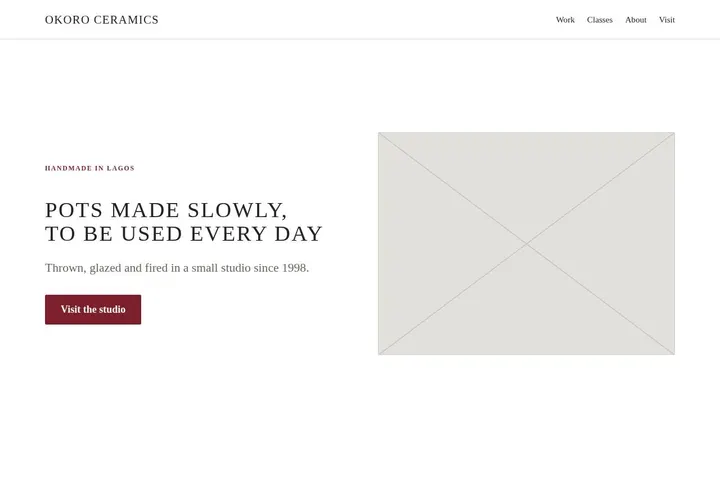 OKORO CERAMICS
Work Classes About Visit
HANDMADE IN LAGOS
POTS MADE SLOWLY,
TO BE USED EVERY DAY
Thrown, glazed and fired in a small studio since 1998.
Visit the studio